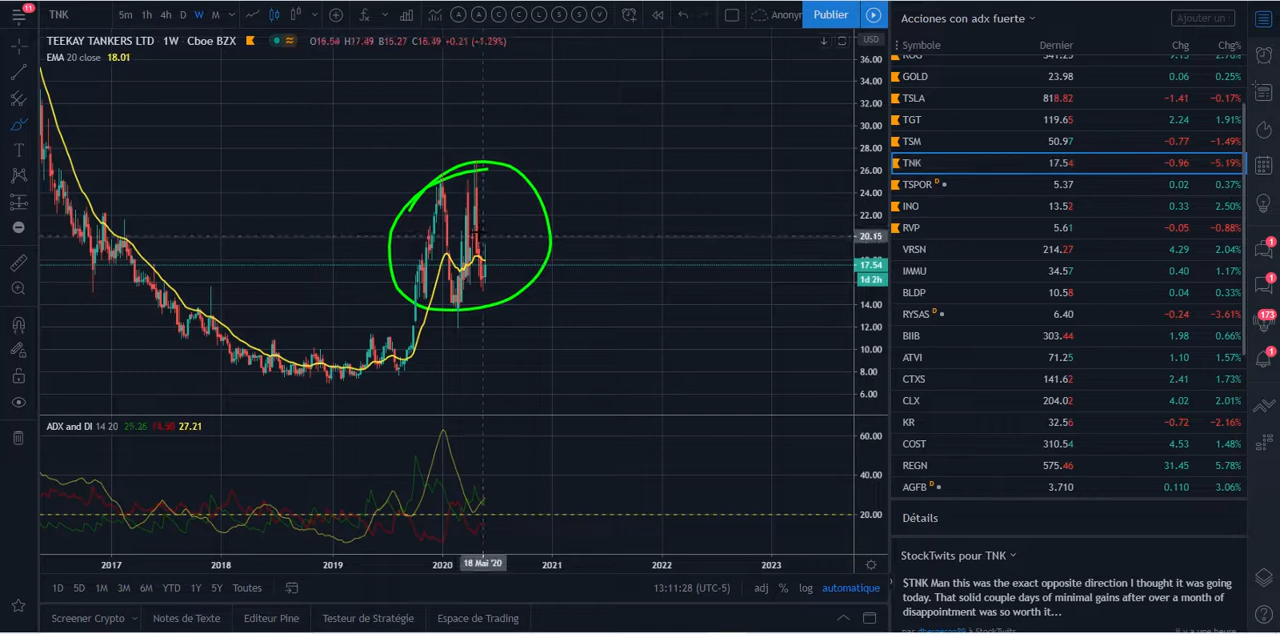 TNK 5m 1h 4h D W M Anonyr Publier
TEEKAY TANKERS LTD 1W Cboe BZX O16.54 H17.49 B15.27 C16.49 +0.21 (+1.29%)
EMA 20 close 18.01
USD
36.00
34.00
32.00
30.00
28.00
26.00
24.00
22.00
20.15
17.54
1d 2h
14.00
12.00
10.00
8.00
6.00
ADX and DI 14 20 25.26 27.21
60.00
40.00
20.00
2017 2018 2019 2020 18 Mai '20 2021 2022 2023
1D 5D 1M 3M 6M YTD 1Y 5Y Toutes 13:11:28 (UTC-5) adj % log automatique
Screener Crypto Notes de Texte Editeur Pine Testeur de Stratégie Espace de Trading
Acciones con adx fuerte Ajouter un
Symbole Dernier Chg Chg%
GOLD 23.98 0.06 0.25%
TSLA 818.82 −1.41 −0.17%
TGT 119.65 2.24 1.91%
TSM 50.97 −0.77 −1.49%
TNK 17.54 −0.96 −5.19%
TSPOR D 5.37 0.02 0.37%
INO 13.52 0.33 2.50%
RVP 5.61 −0.05 −0.88%
VRSN 214.27 4.29 2.04%
IMMU 34.57 0.40 1.17%
BLDP 10.58 0.04 0.33%
RYSAS D 6.40 −0.24 −3.61%
BIIB 303.44 1.98 0.66%
ATVI 71.25 1.10 1.57%
CTXS 141.62 2.41 1.73%
CLX 204.02 4.02 2.01%
KR 32.56 −0.72 −2.16%
COST 310.54 4.53 1.48%
REGN 575.46 31.45 5.78%
AGFB D 3.710 0.110 3.06%
Détails
StockTwits pour TNK
$TNK Man this was the exact opposite direction I thought it was going
today. That solid couple days of minimal gains after over a month of
disappointment was so worth it...
1
1
173
1
11